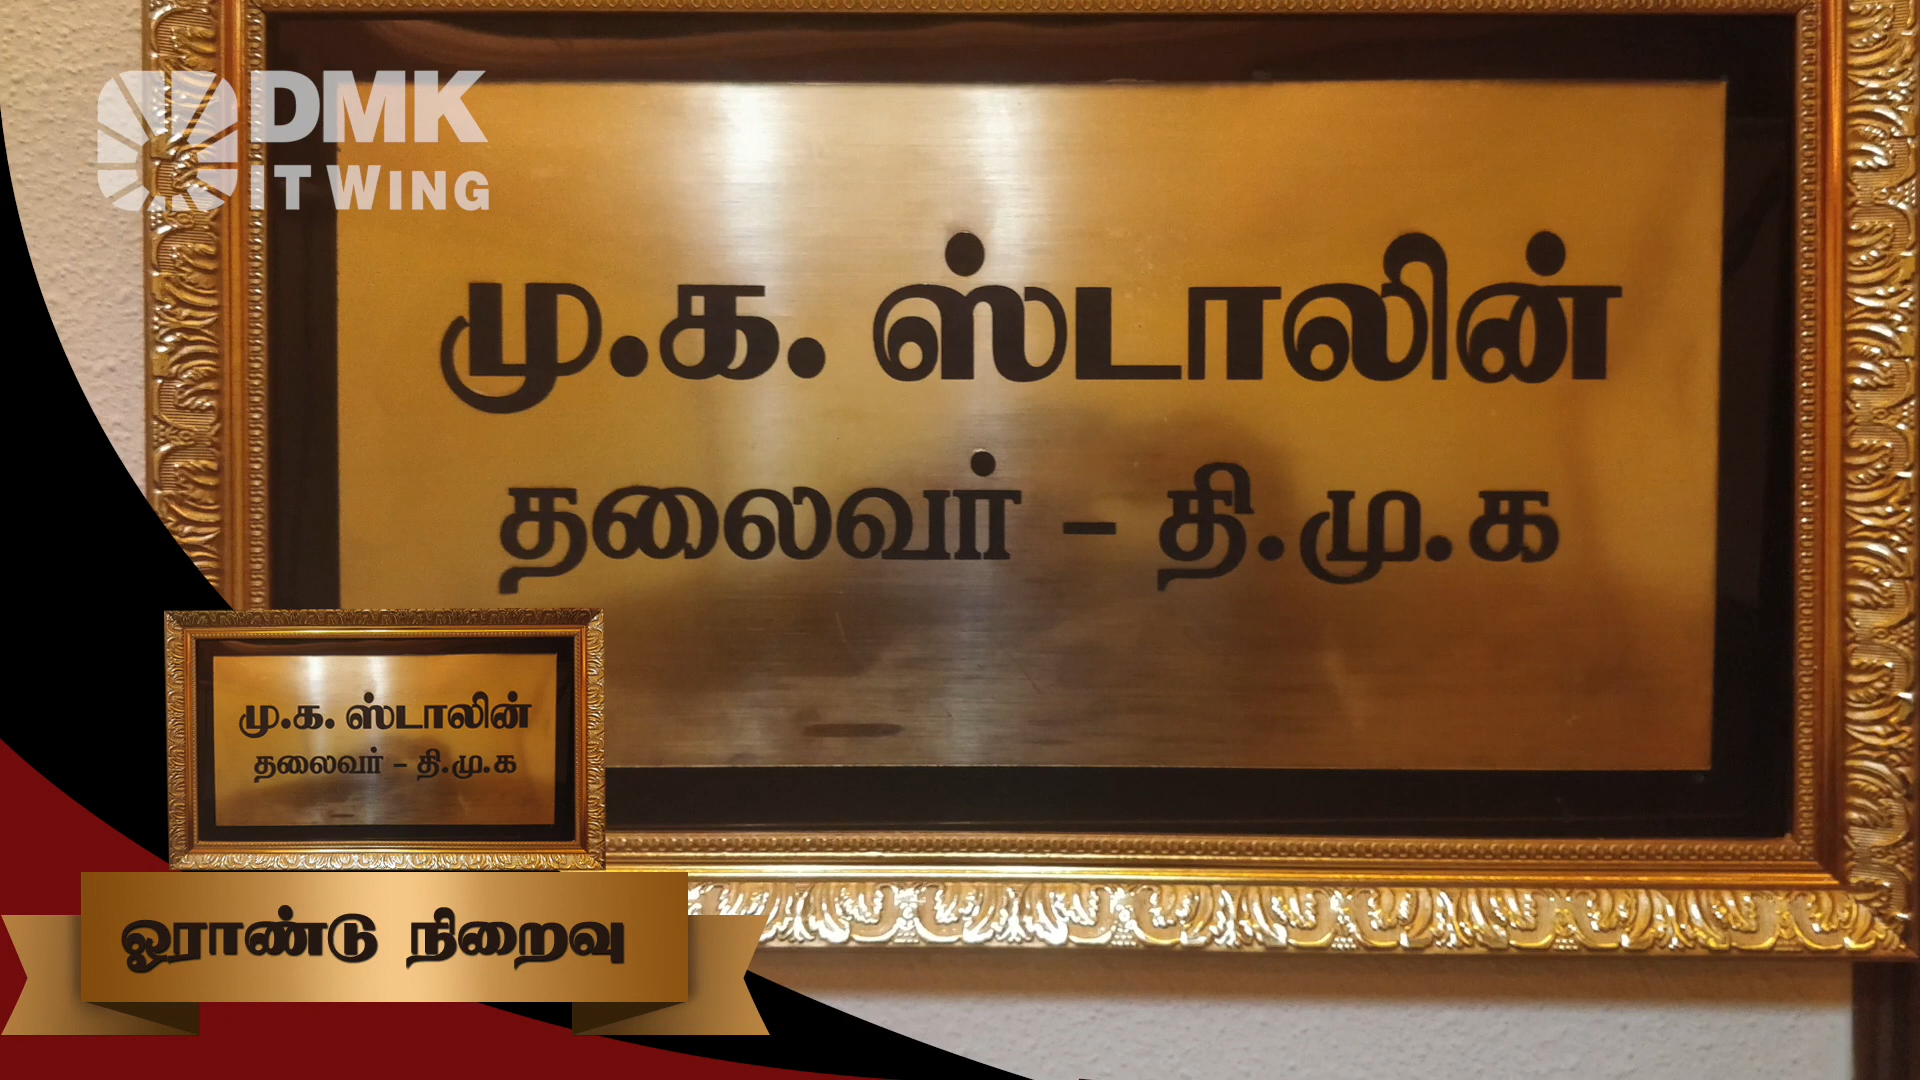 DMK
IT WING
மு.க. ஸ்டாலின்
தலைவர் - தி.மு.க
மு.க. ஸ்டாலின்
தலைவர் - தி.மு.க
ஓராண்டு நிறைவு